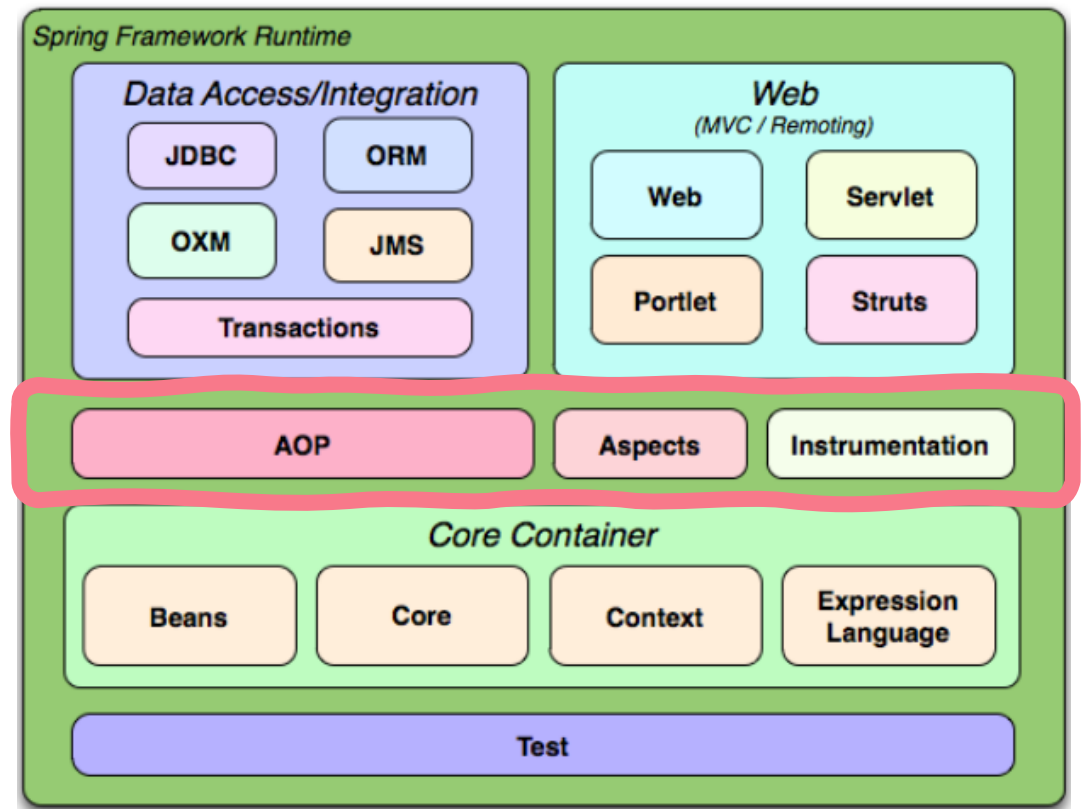 Spring Framework Runtime
Data Access/Integration
JDBC
ORM
OXM
JMS
Transactions
Web
(MVC / Remoting)
Web
Servlet
Portlet
Struts
AOP
Aspects
Instrumentation
Core Container
Beans
Core
Context
Expression
Language
Test